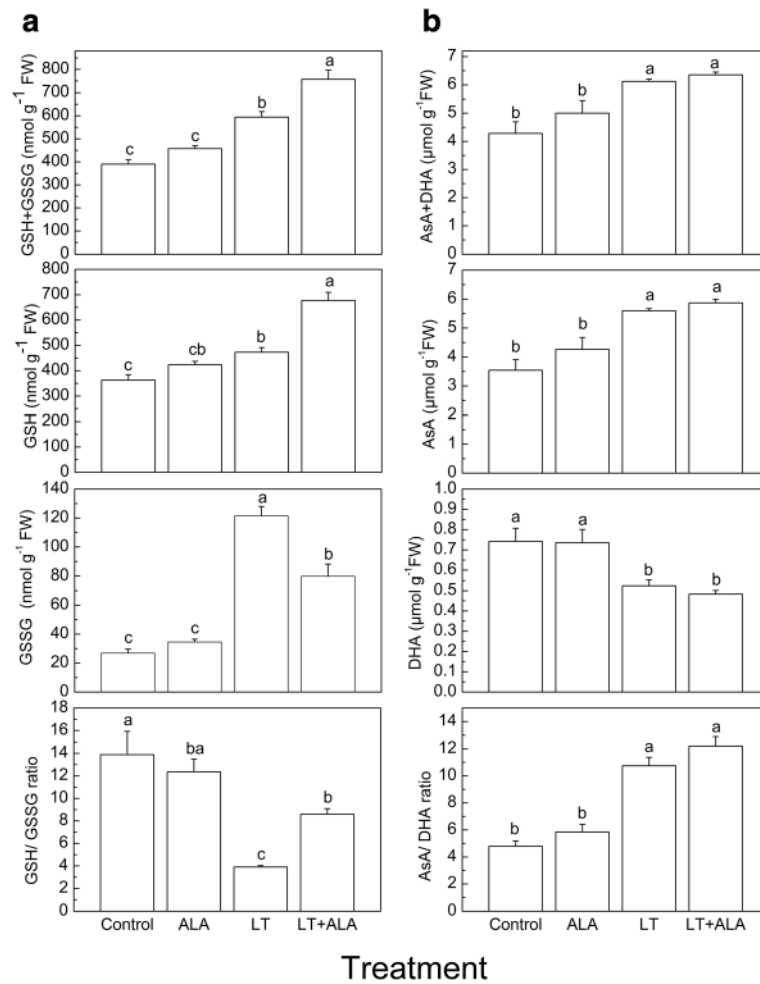 a
GSH+GSSG (nmol g⁻¹ FW)
800
700
600
500
400
300
200
100
0
c
c
b
a
GSH (nmol g⁻¹ FW)
800
700
600
500
400
300
200
100
0
c
cb
b
a
GSSG (nmol g⁻¹ FW)
140
120
100
80
60
40
20
0
c
c
a
b
GSH/ GSSG ratio
18
16
14
12
10
8
6
4
2
0
a
ba
c
b
Control ALA LT LT+ALA
b
AsA+DHA (μmol g⁻¹FW)
7
6
5
4
3
2
1
0
b
b
a
a
AsA (μmol g⁻¹FW)
7
6
5
4
3
2
1
0
b
b
a
a
DHA (μmol g⁻¹FW)
1.0
0.9
0.8
0.7
0.6
0.5
0.4
0.3
0.2
0.1
0.0
a
a
b
b
AsA/ DHA ratio
14
12
10
8
6
4
2
0
b
b
a
a
Control ALA LT LT+ALA
Treatment